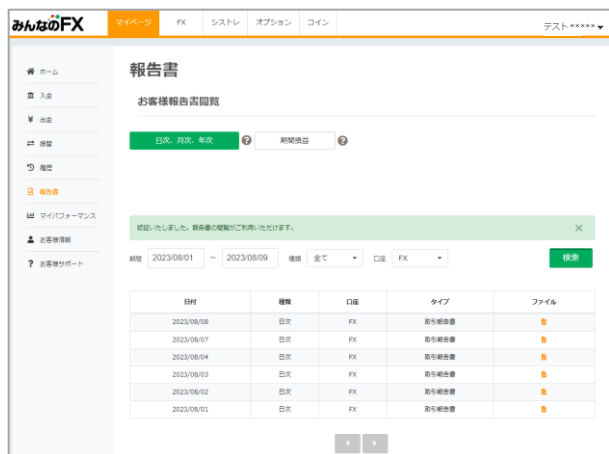 みんなのFX
マイページ FX シストレ オプション コイン テスト*****
ホーム
入金
出金
振替
履歴
報告書
マイパフォーマンス
お客様情報
お客様サポート
報告書
お客様報告書閲覧
日次、月次、年次 ? 期間損益 ?
認証いたしました。報告書の閲覧がご利用いただけます。 ×
期間 2023/08/01 ~ 2023/08/09 種類 全て 口座 FX 検索
日付 種類 口座 タイプ ファイル
2023/08/08 日次 FX 取引報告書
2023/08/07 日次 FX 取引報告書
2023/08/04 日次 FX 取引報告書
2023/08/03 日次 FX 取引報告書
2023/08/02 日次 FX 取引報告書
2023/08/01 日次 FX 取引報告書